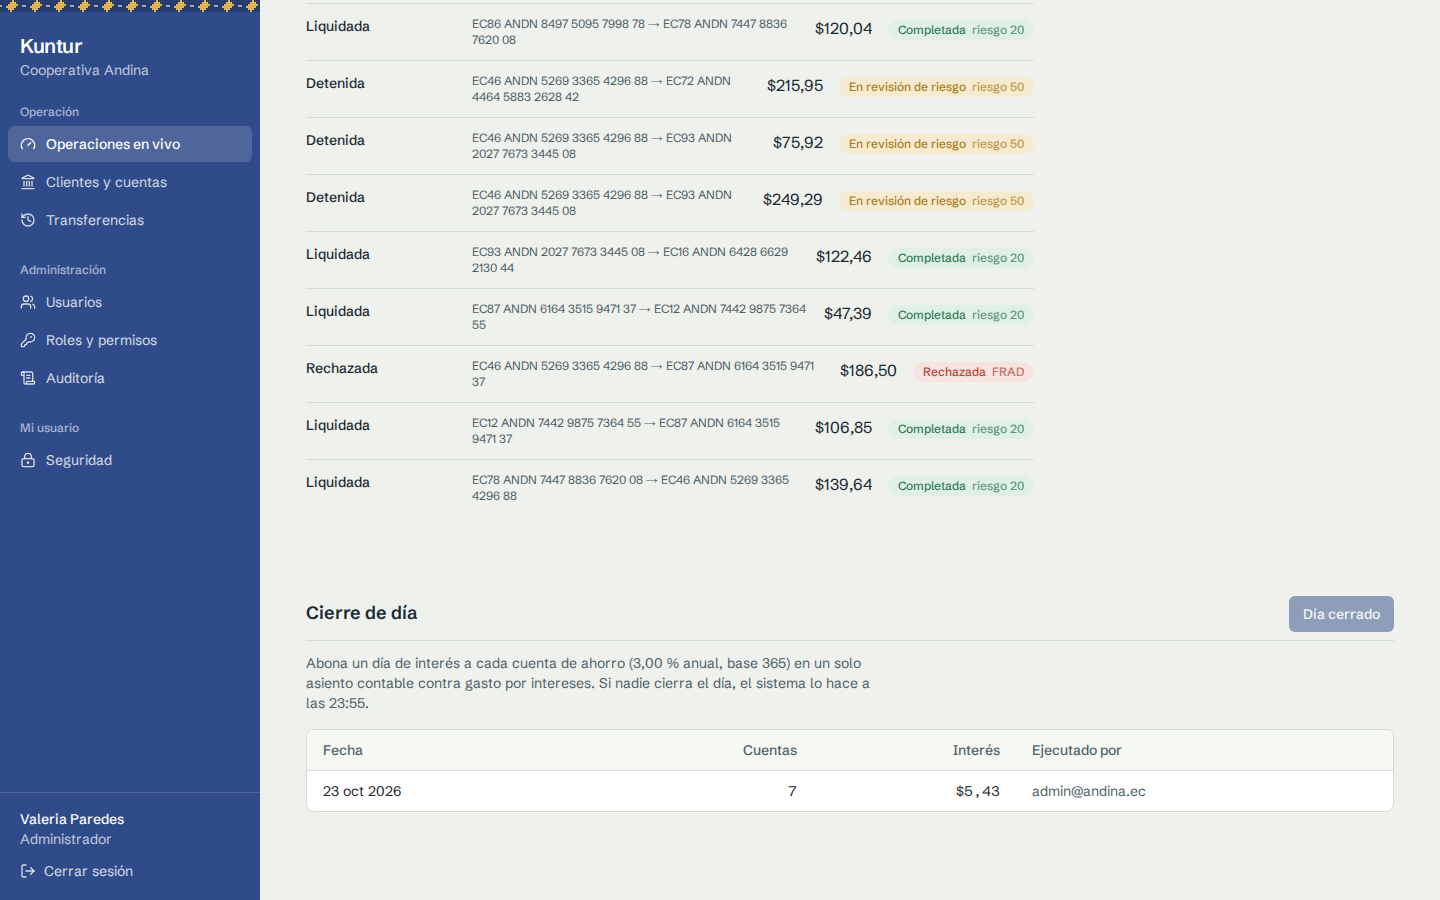 Kuntur
Cooperativa Andina
Operación
Operaciones en vivo
Clientes y cuentas
Transferencias
Administración
Usuarios
Roles y permisos
Auditoría
Mi usuario
Seguridad
Valeria Paredes
Administrador
Cerrar sesión
Liquidada
EC86 ANDN 8497 5095 7998 78 → EC78 ANDN 7447 8836
7620 08
$120,04
Completada riesgo 20
Detenida
EC46 ANDN 5269 3365 4296 88 → EC72 ANDN
4464 5883 2628 42
$215,95
En revisión de riesgo riesgo 50
Detenida
EC46 ANDN 5269 3365 4296 88 → EC93 ANDN
2027 7673 3445 08
$75,92
En revisión de riesgo riesgo 50
Detenida
EC46 ANDN 5269 3365 4296 88 → EC93 ANDN
2027 7673 3445 08
$249,29
En revisión de riesgo riesgo 50
Liquidada
EC93 ANDN 2027 7673 3445 08 → EC16 ANDN 6428 6629
2130 44
$122,46
Completada riesgo 20
Liquidada
EC87 ANDN 6164 3515 9471 37 → EC12 ANDN 7442 9875 7364
55
$47,39
Completada riesgo 20
Rechazada
EC46 ANDN 5269 3365 4296 88 → EC87 ANDN 6164 3515 9471
37
$186,50
Rechazada FRAD
Liquidada
EC12 ANDN 7442 9875 7364 55 → EC87 ANDN 6164 3515
9471 37
$106,85
Completada riesgo 20
Liquidada
EC78 ANDN 7447 8836 7620 08 → EC46 ANDN 5269 3365
4296 88
$139,64
Completada riesgo 20
Cierre de día
Día cerrado
Abona un día de interés a cada cuenta de ahorro (3,00 % anual, base 365) en un solo
asiento contable contra gasto por intereses. Si nadie cierra el día, el sistema lo hace a
las 23:55.
Fecha Cuentas Interés Ejecutado por
23 oct 2026 7 $5,43 admin@andina.ec